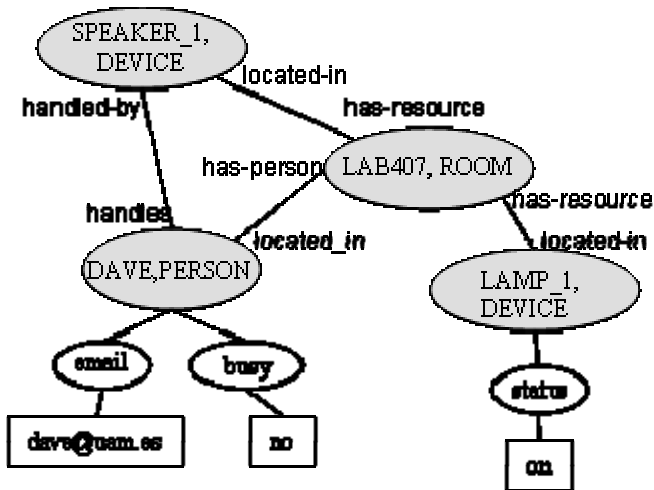 SPEAKER_1,
DEVICE
located-in
handled-by
has-resource
has-person
LAB407, ROOM
has-resource
handles
located_in
located-in
DAVE,PERSON
LAMP_1,
DEVICE
email
busy
status
dave@uam.es
no
on